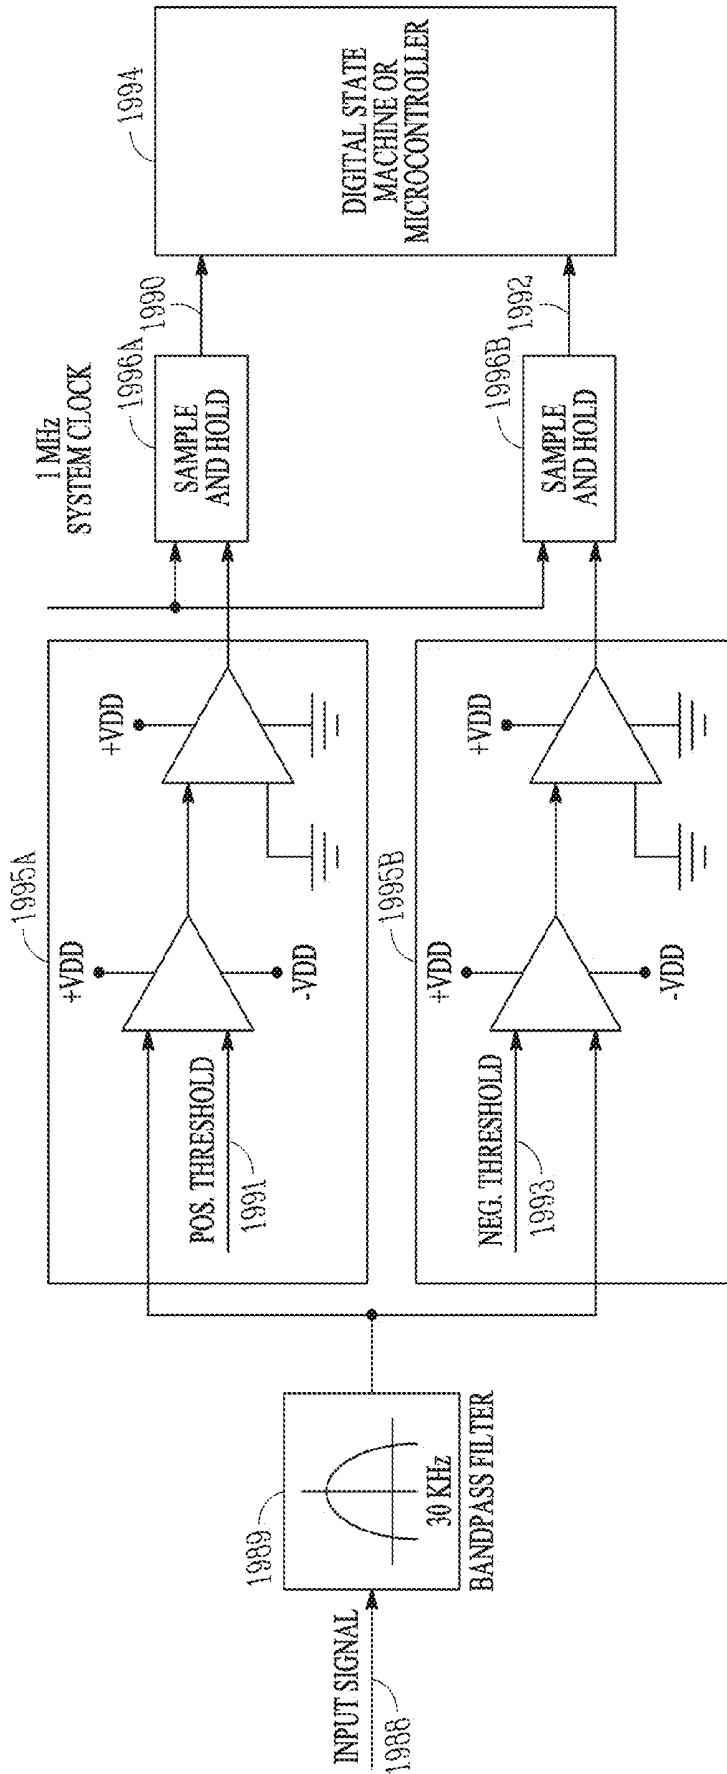 INPUT SIGNAL
1988
1989
30 KHz
BANDPASS FILTER
1995A
+VDD
-VDD
POS. THRESHOLD
1991
+VDD
1995B
+VDD
-VDD
NEG. THRESHOLD
1993
+VDD
1 MHz
SYSTEM CLOCK
1996A
SAMPLE
AND HOLD
1990
1996B
SAMPLE
AND HOLD
1992
1994
DIGITAL STATE
MACHINE OR
MICROCONTROLLER